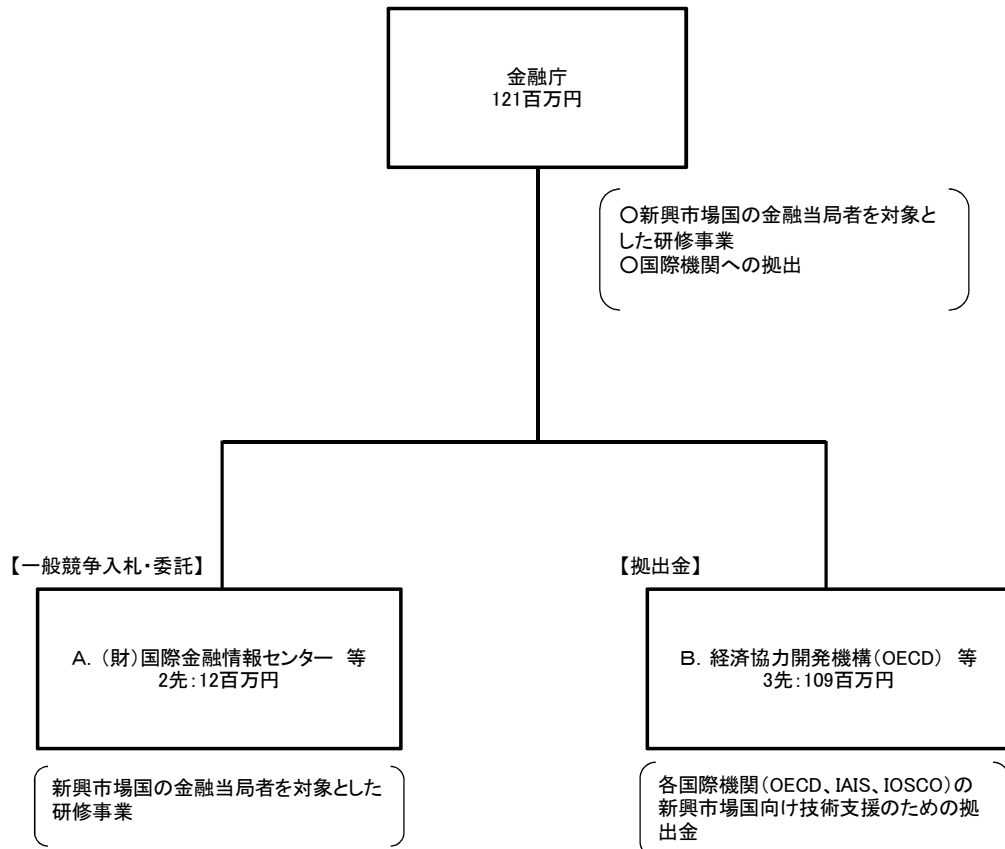 金融庁
121百万円
○新興市場国の金融当局者を対象と
した研修事業
○国際機関への拠出
【一般競争入札・委託】
A. (財)国際金融情報センター 等
2先:12百万円
新興市場国の金融当局者を対象とした
研修事業
【拠出金】
B. 経済協力開発機構(OECD) 等
3先:109百万円
各国際機関(OECD、IAIS、IOSCO)の
新興市場国向け技術支援のための拠
出金